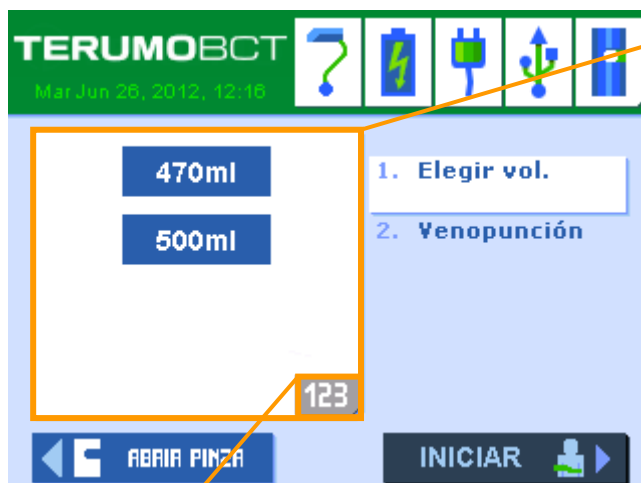 TERUMOBCT
Mar Jun 26, 2012, 12:16
470ml
500ml
123
1. Elegir vol.
2. Venopunción
ABRIR PINZA
INICIAR